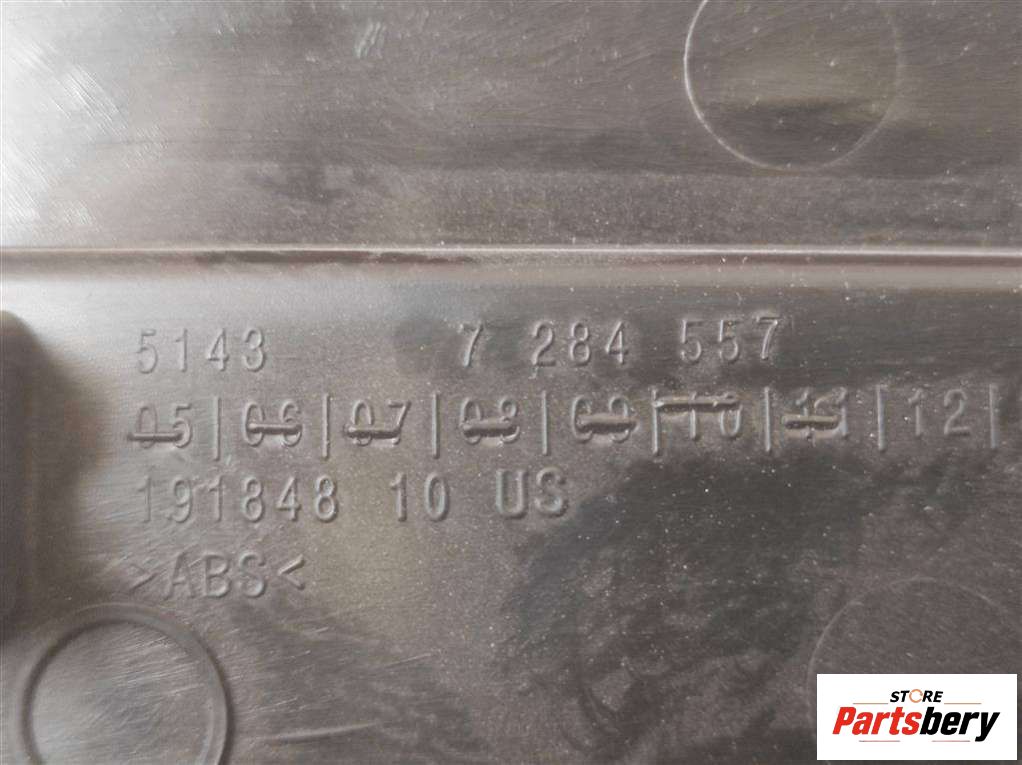 5143 7 284 557
05|06|07|08|09|10|11|12|
191848 10 US
>ABS<
STORE
Partsbery